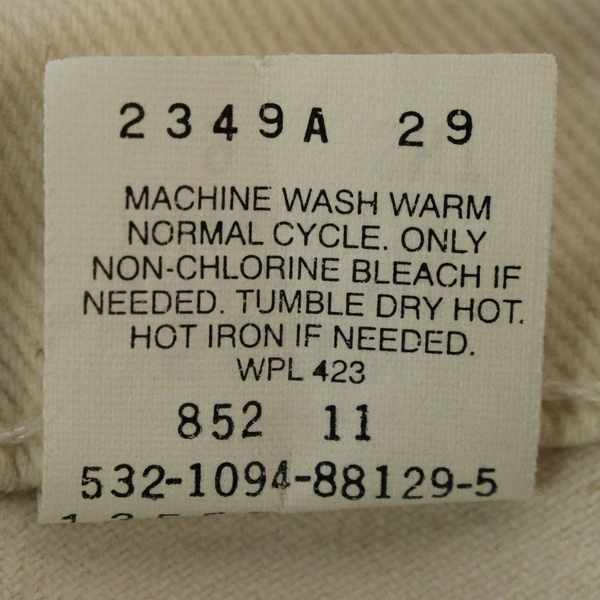 2349A 29
MACHINE WASH WARM
NORMAL CYCLE. ONLY
NON-CHLORINE BLEACH IF
NEEDED. TUMBLE DRY HOT.
HOT IRON IF NEEDED.
WPL 423
852 11
532-1094-88129-5